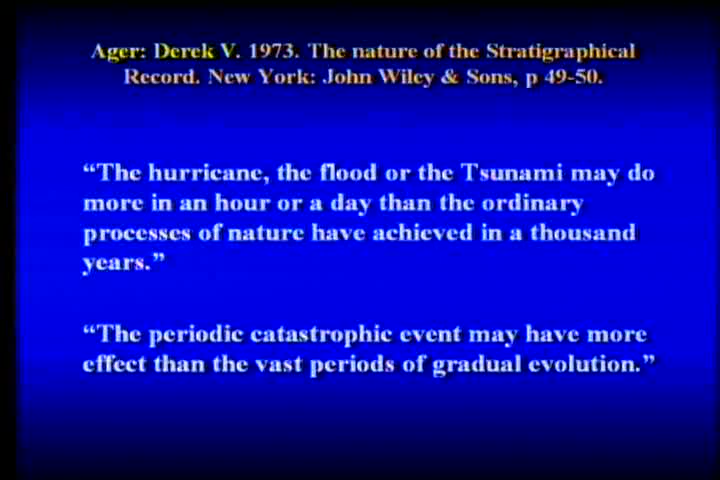 Ager: Derek V. 1973. The nature of the Stratigraphical
Record. New York: John Wiley & Sons, p 49-50.
“The hurricane, the flood or the Tsunami may do
more in an hour or a day than the ordinary
processes of nature have achieved in a thousand
years.”
“The periodic catastrophic event may have more
effect than the vast periods of gradual evolution.”